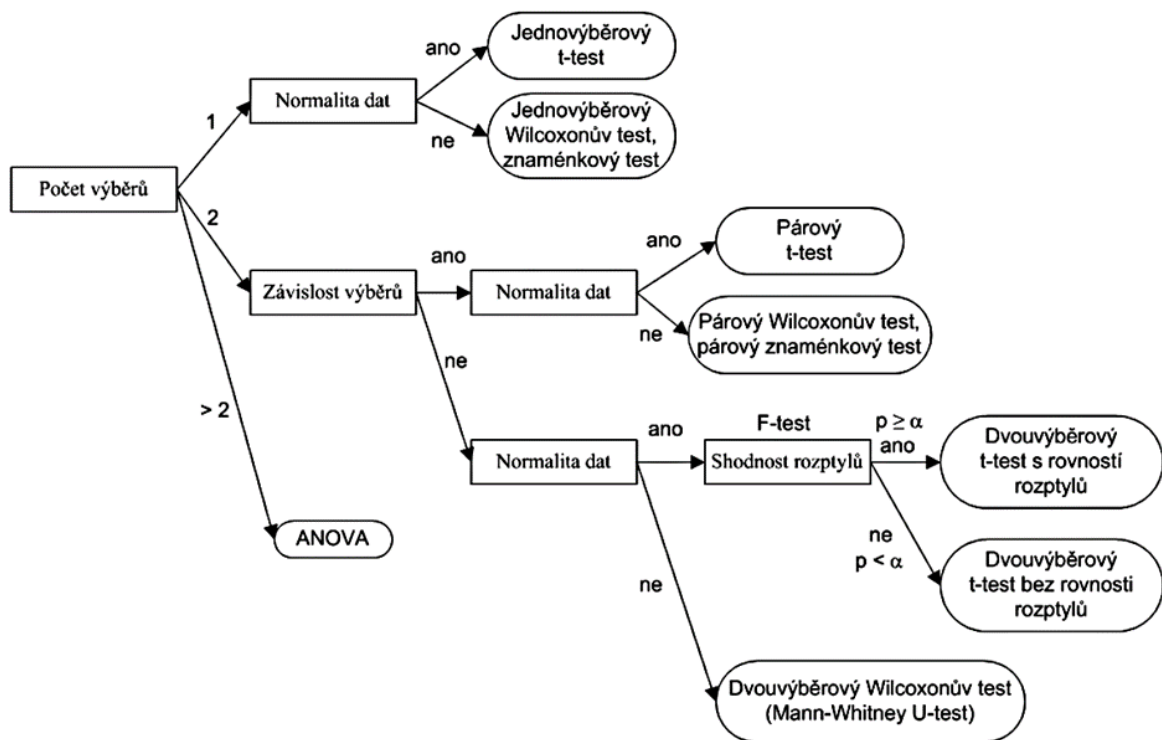 Jednovýběrový
t-test
ano
Normalita dat
1
ne
Jednovýběrový
Wilcoxonův test,
znaménkový test
Počet výběrů
2
> 2
Závislost výběrů
ano
Normalita dat
ano
Párový
t-test
ne
Párový Wilcoxonův test,
párový znaménkový test
ne
Normalita dat
ano
F-test
Shodnost rozptylů
p ≥ α
ano
Dvouvýběrový
t-test s rovností
rozptylů
ne
p < α
Dvouvýběrový
t-test bez rovnosti
rozptylů
ANOVA
ne
Dvouvýběrový Wilcoxonův test
(Mann-Whitney U-test)